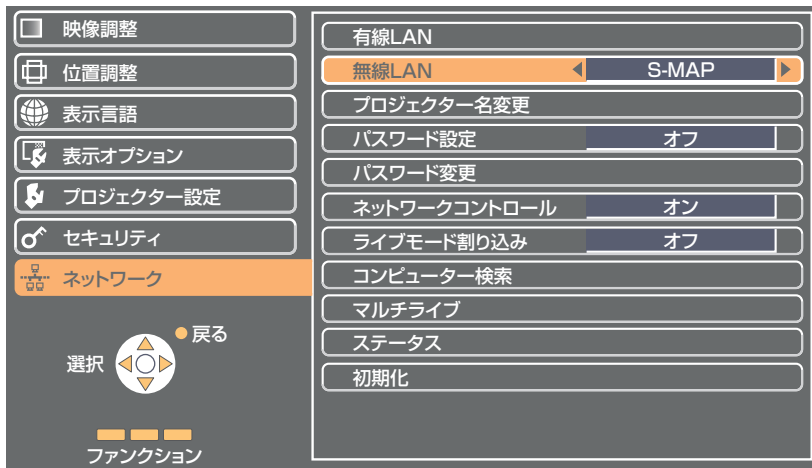 映像調整
位置調整
表示言語
表示オプション
プロジェクター設定
セキュリティ
ネットワーク
戻る
選択
ファンクション
有線LAN
無線LAN S-MAP
プロジェクター名変更
パスワード設定 オフ
パスワード変更
ネットワークコントロール オン
ライブモード割り込み オフ
コンピューター検索
マルチライブ
ステータス
初期化